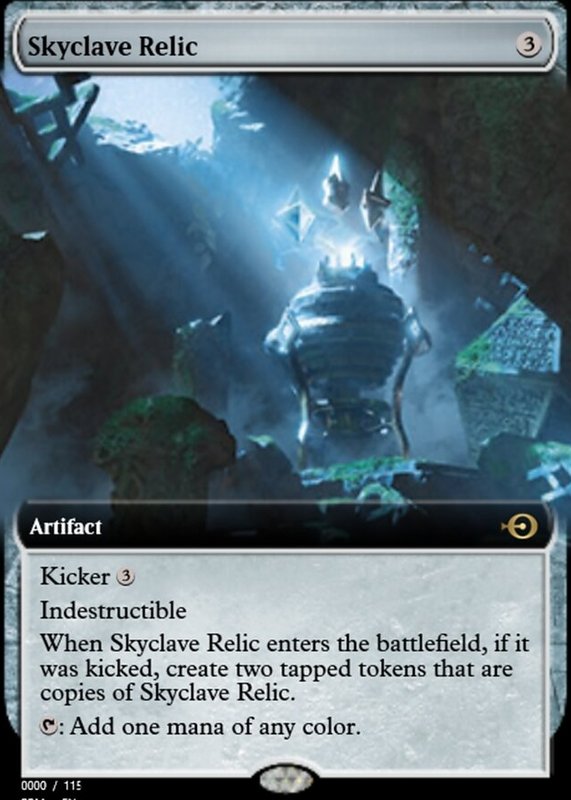 Skyclave Relic 3
Artifact
Kicker 3
Indestructible
When Skyclave Relic enters the battlefield, if it
was kicked, create two tapped tokens that are
copies of Skyclave Relic.
: Add one mana of any color.
0000 / 115